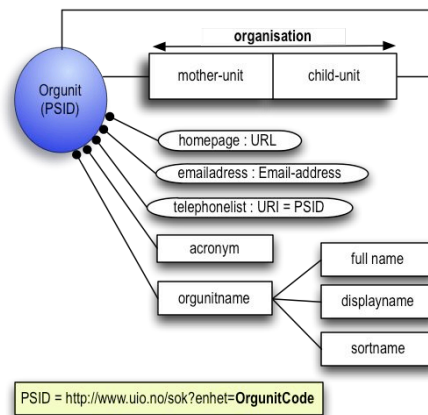 organisation
Orgunit
(PSID)
mother-unit
child-unit
homepage : URL
emailadress : Email-address
telephonelist : URI = PSID
acronym
full name
orgunitname
displayname
sortname
PSID = http://www.uio.no/sok?enhet=OrgunitCode